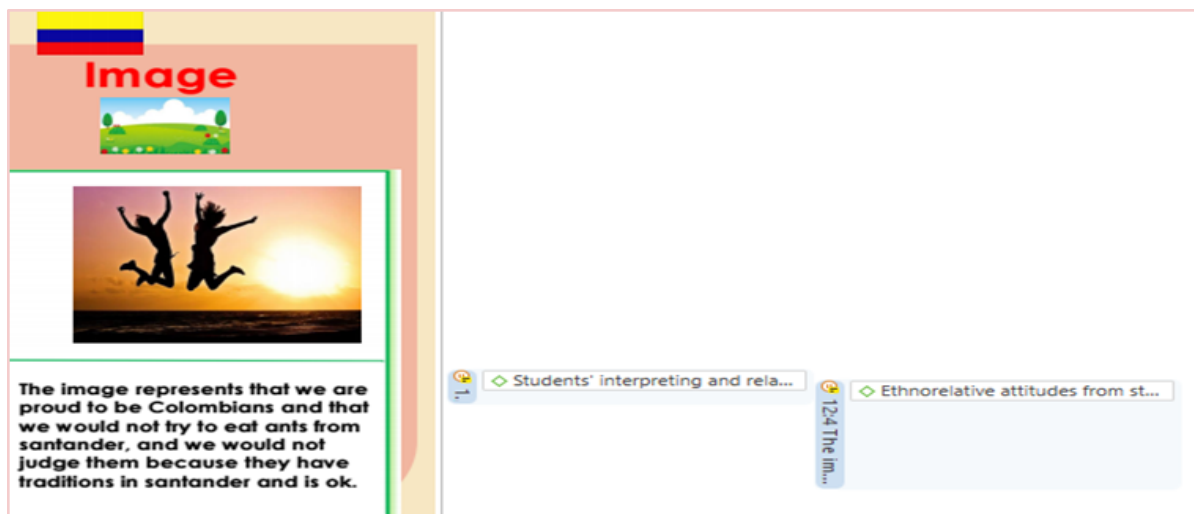 Image
The image represents that we are
proud to be Colombians and that
we would not try to eat ants from
santander, and we would not
judge them because they have
traditions in santander and is ok.
1.
Students' interpreting and rela...
12:4 The im...
Ethnorelative attitudes from st...